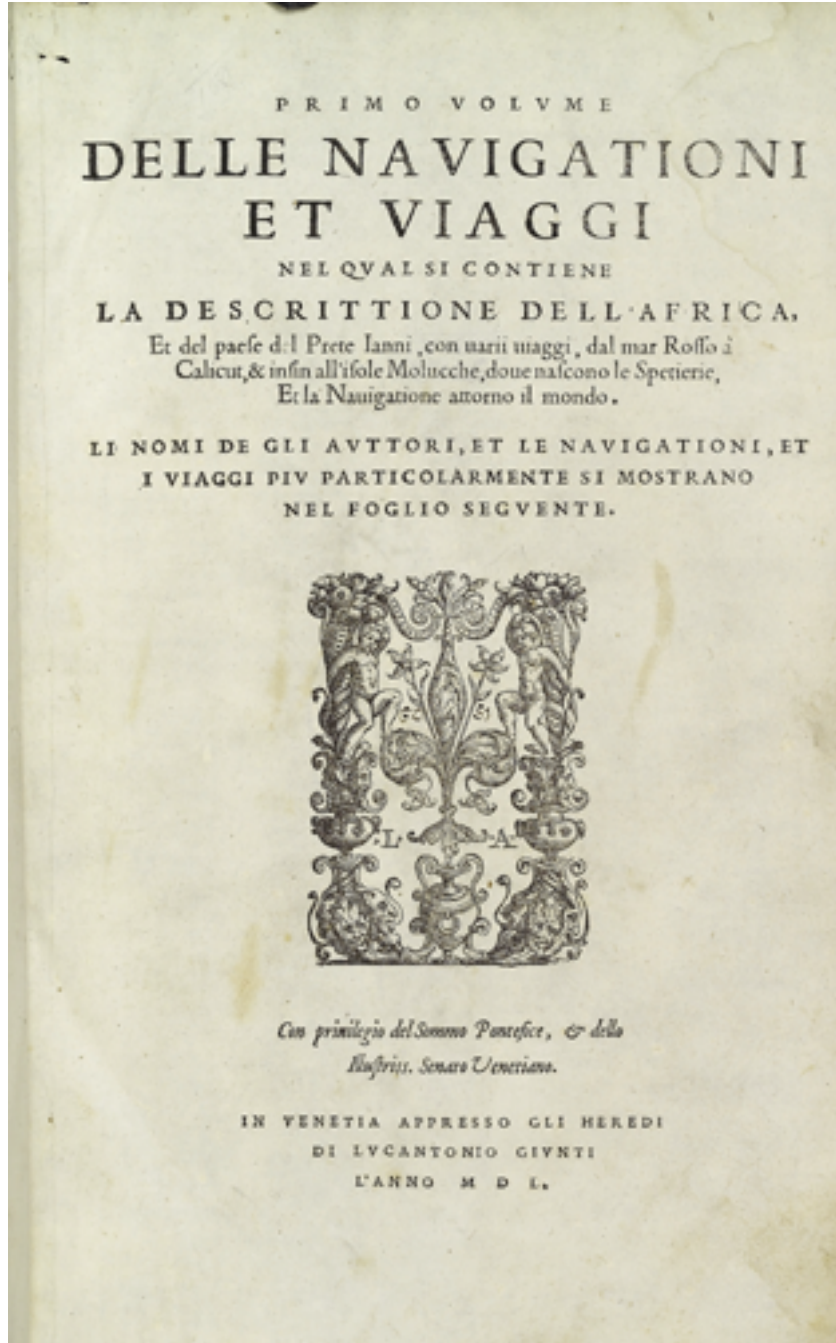 PRIMO VOLVME
DELLE NAVIGATIONI
ET VIAGGI
NEL QVAL SI CONTIENE
LA DESCRITTIONE DELL'AFRICA,
Et del paeſe del Prete Ianni, con uarii uiaggi, dal mar Roſſo à
Calicut,& inſin all'iſole Molucche, doue naſcono le Spetierie,
Et la Nauigatione attorno il mondo.
LI NOMI DE GLI AVTTORI, ET LE NAVIGATIONI, ET
I VIAGGI PIV PARTICOLARMENTE SI MOSTRANO
NEL FOGLIO SEGVENTE.
·L· ·A·
Con priuilegio del Sommo Pontefice, & dello
Illuſtriſs. Senato Venetiano.
IN VENETIA APPRESSO GLI HEREDI
DI LVCANTONIO GIVNTI
L'ANNO M D L.